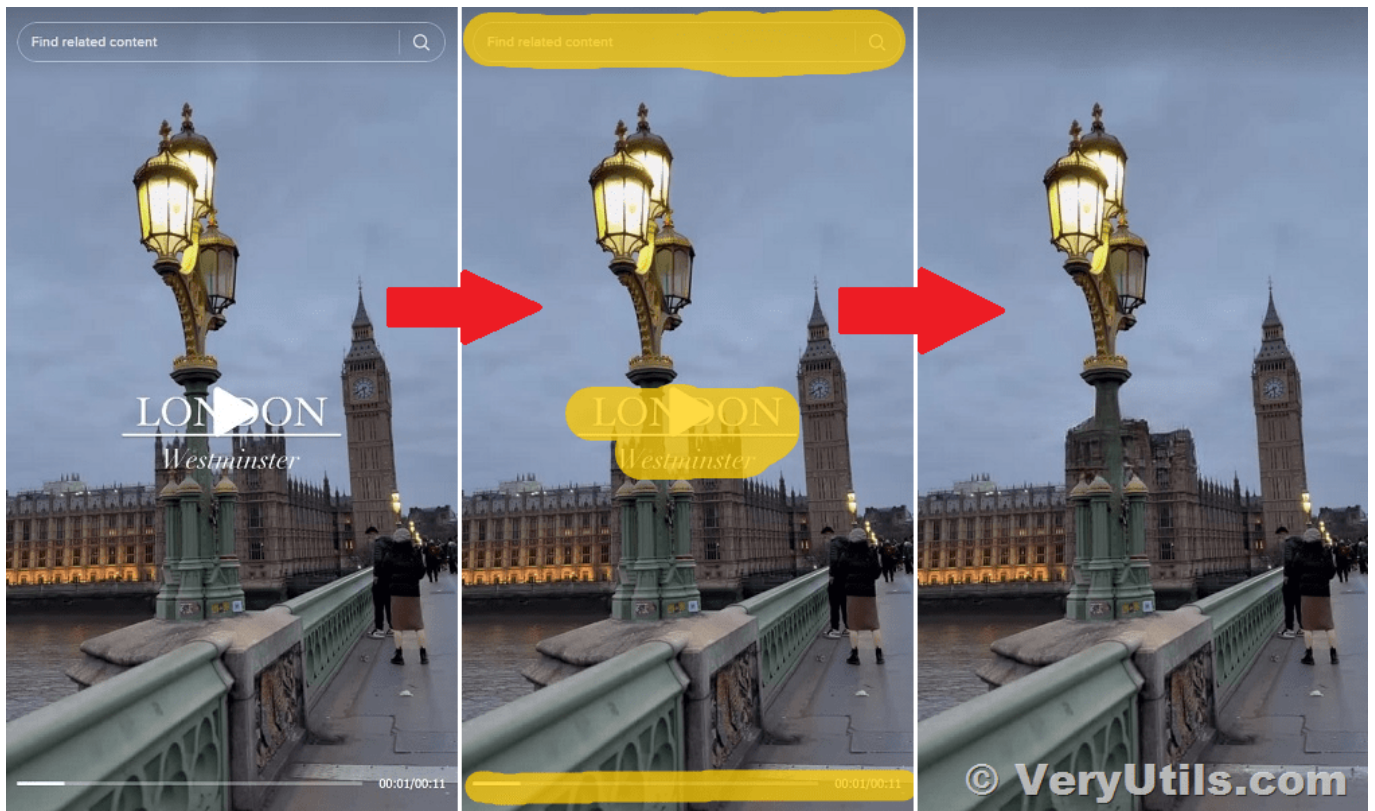 Find related content
LONDON
Westminster
00:01/00:11
Find related content
LONDON
Westminster
00:01/00:11
© VeryUtils.com